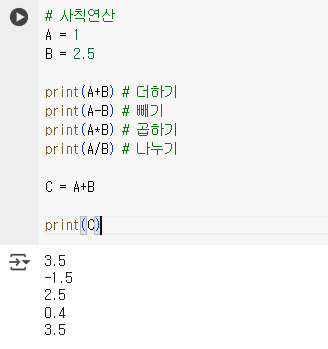 # 사칙연산
A = 1
B = 2.5
print(A+B) # 더하기
print(A-B) # 빼기
print(A*B) # 곱하기
print(A/B) # 나누기
C = A+B
print(C)
3.5
-1.5
2.5
0.4
3.5